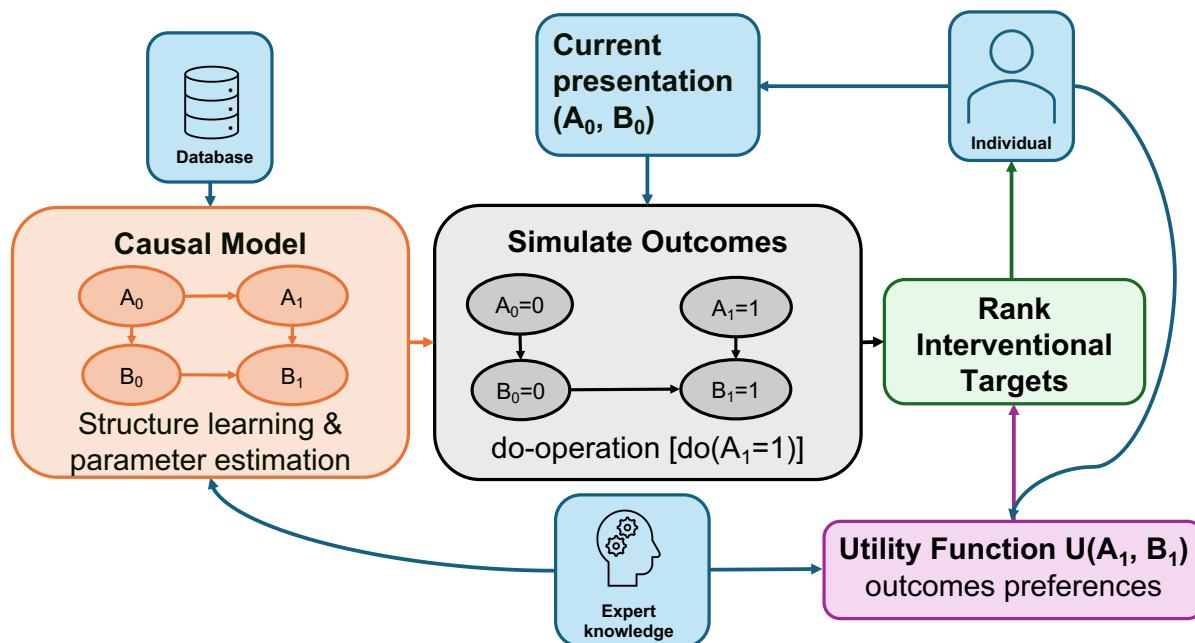 Database
Current
presentation
(A₀, B₀)
Individual
Causal Model
A₀
A₁
B₀
B₁
Structure learning &
parameter estimation
Simulate Outcomes
A₀=0
A₁=1
B₀=0
B₁=1
do-operation [do(A₁=1)]
Rank
Interventional
Targets
Expert
knowledge
Utility Function U(A₁, B₁)
outcomes preferences